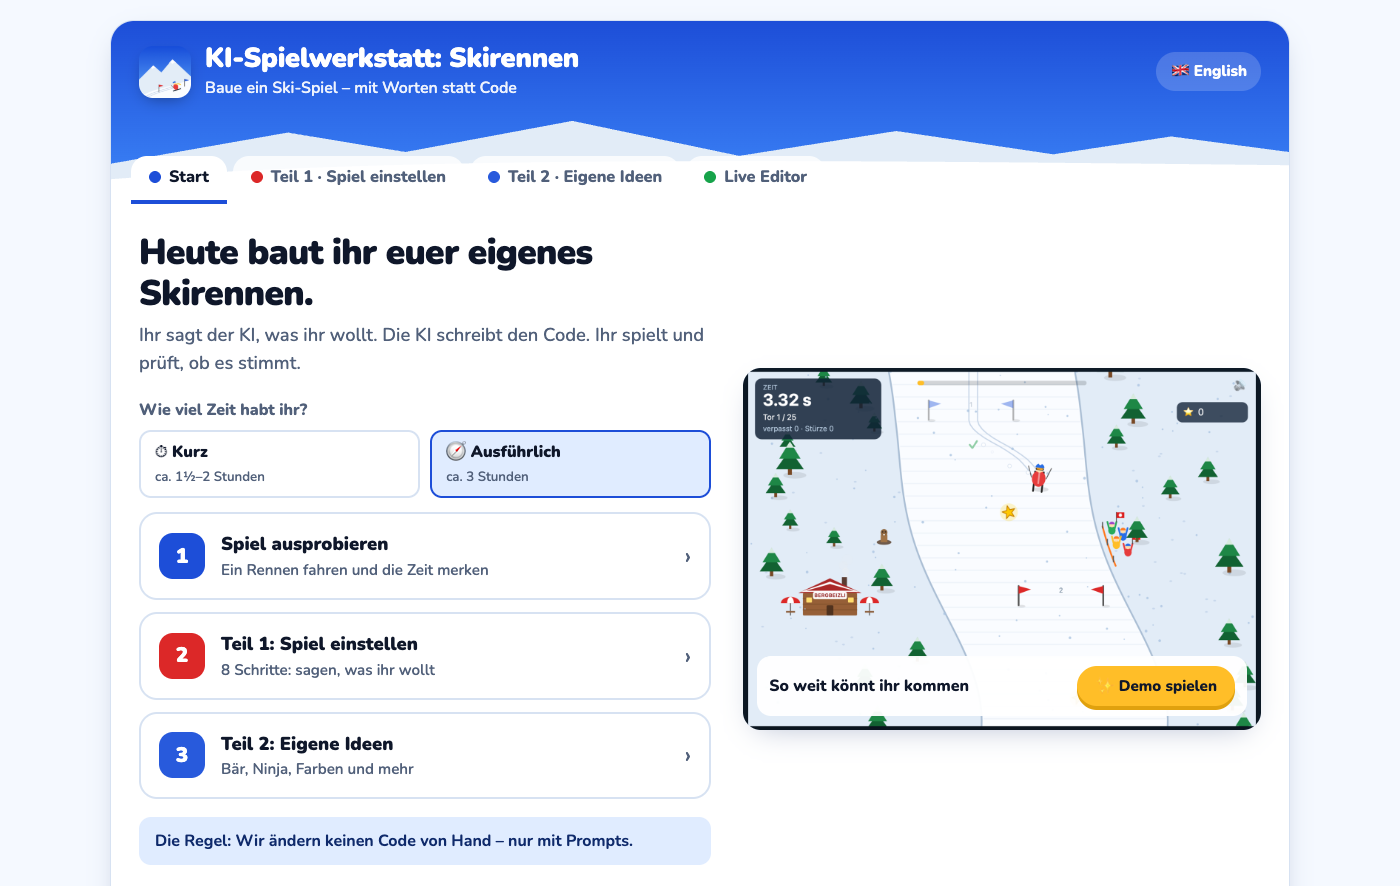 KI-Spielwerkstatt: Skirennen
Baue ein Ski-Spiel – mit Worten statt Code
English
Start
Teil 1 · Spiel einstellen
Teil 2 · Eigene Ideen
Live Editor
Heute baut ihr euer eigenes
Skirennen.
Ihr sagt der KI, was ihr wollt. Die KI schreibt den Code. Ihr spielt und
prüft, ob es stimmt.
Wie viel Zeit habt ihr?
Kurz
ca. 1½–2 Stunden
Ausführlich
ca. 3 Stunden
1
Spiel ausprobieren
Ein Rennen fahren und die Zeit merken
2
Teil 1: Spiel einstellen
8 Schritte: sagen, was ihr wollt
3
Teil 2: Eigene Ideen
Bär, Ninja, Farben und mehr
Die Regel: Wir ändern keinen Code von Hand – nur mit Prompts.
ZEIT
3.32 s
Tor 1 / 25
verpasst 0 · Stürze 0
0
BERGBEIZLI
2
So weit könnt ihr kommen
Demo spielen